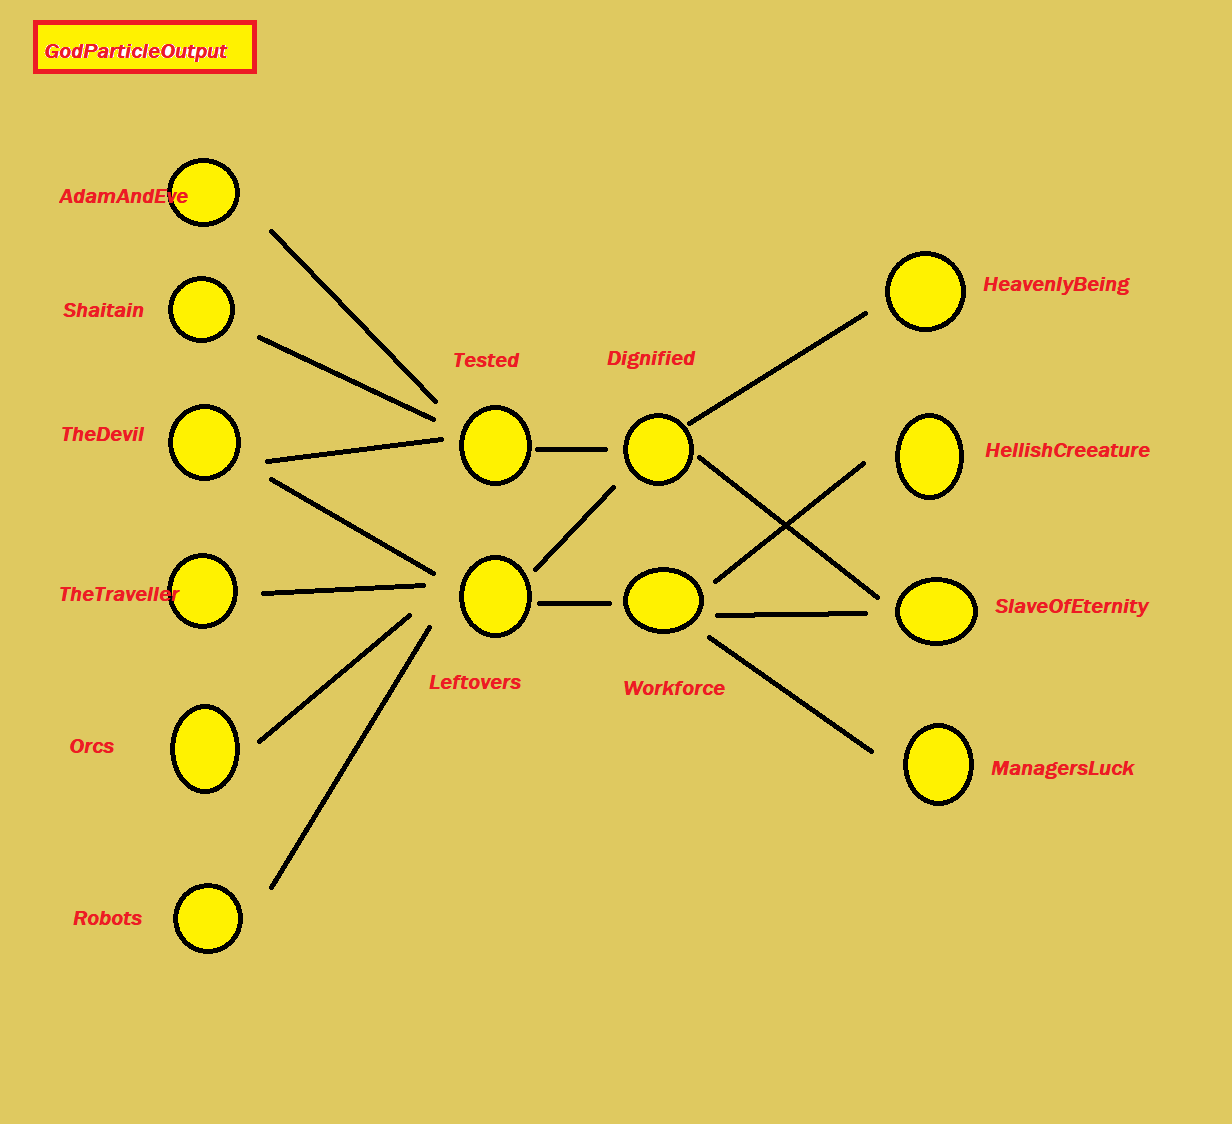 GodParticleOutput
AdamAndEve
Shaitain
TheDevil
TheTraveller
Orcs
Robots
Tested
Leftovers
Dignified
Workforce
HeavenlyBeing
HellishCreeature
SlaveOfEternity
ManagersLuck